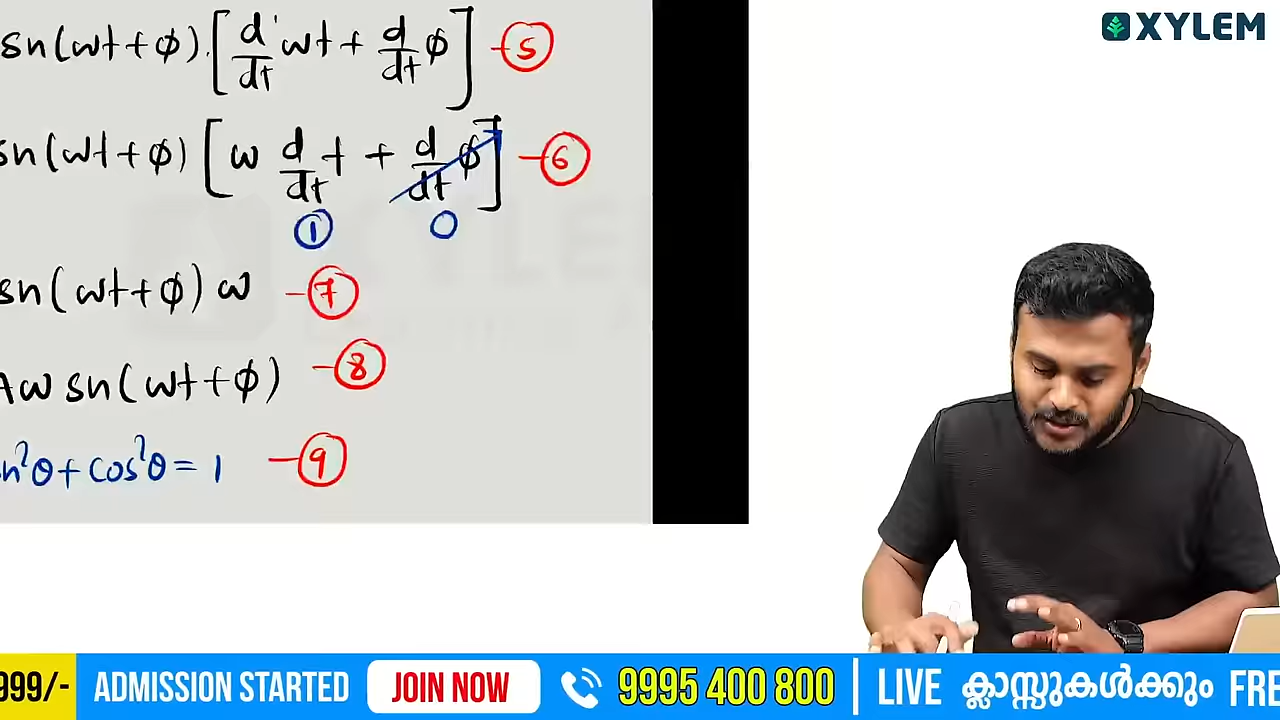 XYLEM
sn(ωt+φ).[d/dt ωt + d/dt φ] -5
sn(ωt+φ) [ω d/dt t + d/dt φ] -6
1 0
sn(ωt+φ) ω -7
Aω sn(ωt+φ) -8
n²θ+cos²θ=1 -9
999/- ADMISSION STARTED JOIN NOW 9995 400 800 LIVE ക്ലാസ്സുകൾക്കും FRE